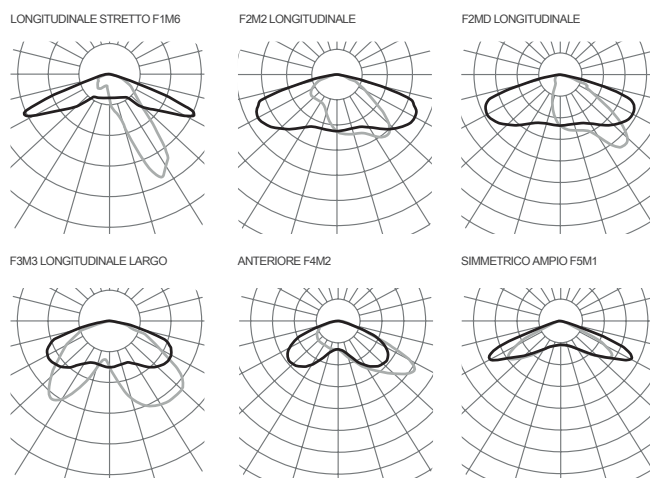 LONGITUDINALE STRETTO F1M6
F2M2 LONGITUDINALE
F2MD LONGITUDINALE
F3M3 LONGITUDINALE LARGO
ANTERIORE F4M2
SIMMETRICO AMPIO F5M1